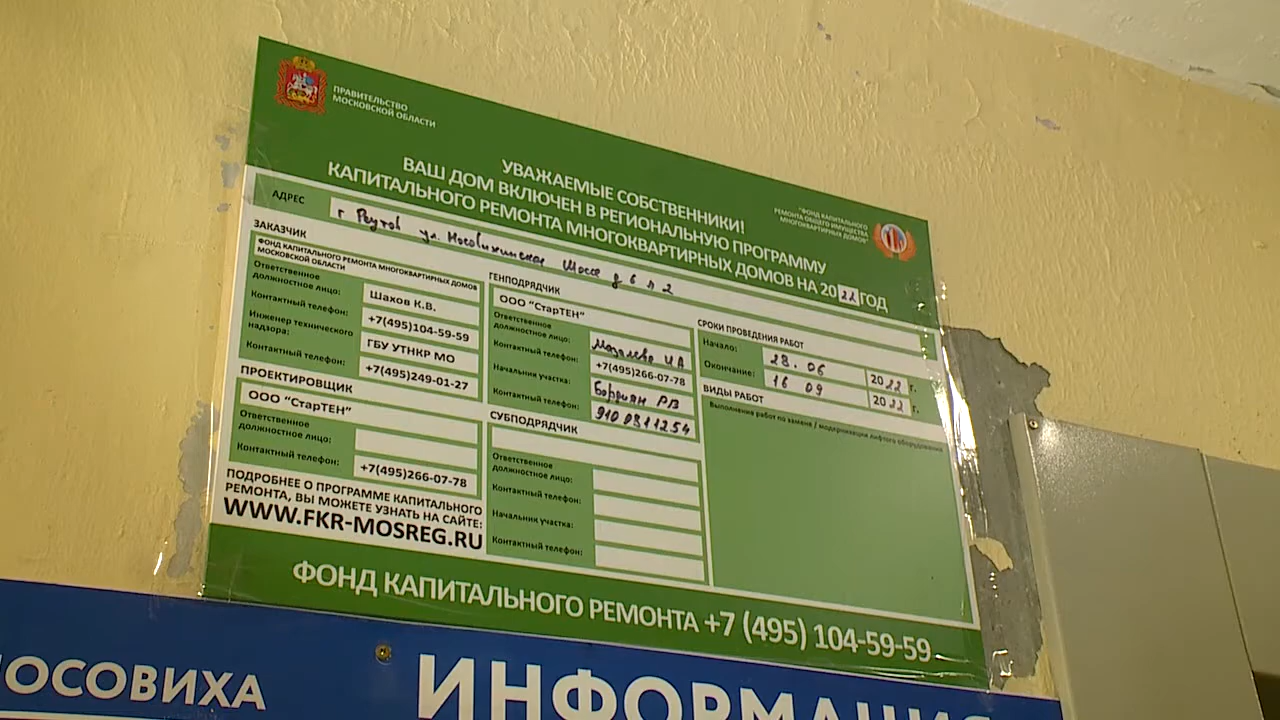 ПРАВИТЕЛЬСТВО
МОСКОВСКОЙ ОБЛАСТИ
УВАЖАЕМЫЕ СОБСТВЕННИКИ!
ВАШ ДОМ ВКЛЮЧЕН В РЕГИОНАЛЬНУЮ ПРОГРАММУ
КАПИТАЛЬНОГО РЕМОНТА МНОГОКВАРТИРНЫХ ДОМОВ НА 2022 ГОД
"ФОНД КАПИТАЛЬНОГО
РЕМОНТА ОБЩЕГО ИМУЩЕСТВА
МНОГОКВАРТИРНЫХ ДОМОВ"
АДРЕС
г Реутов ул. Носовихинское Шоссе д 6 п 2
ЗАКАЗЧИК
ФОНД КАПИТАЛЬНОГО РЕМОНТА МНОГОКВАРТИРНЫХ ДОМОВ
МОСКОВСКОЙ ОБЛАСТИ
Ответственное
должностное лицо:
Шахов К.В.
Контактный телефон:
+7(495)104-59-59
Инженер технического
надзора:
ГБУ УТНКР МО
Контактный телефон:
+7(495)249-01-27
ПРОЕКТИРОВЩИК
ООО "СтарТЕН"
Ответственное
должностное лицо:
Контактный телефон:
+7(495)266-07-78
ПОДРОБНЕЕ О ПРОГРАММЕ КАПИТАЛЬНОГО
РЕМОНТА, ВЫ МОЖЕТЕ УЗНАТЬ НА САЙТЕ:
WWW.FKR-MOSREG.RU
ГЕНПОДРЯДЧИК
ООО "СтарТЕН"
Ответственное
должностное лицо:
И А
Контактный телефон:
+7(495)266-07-78
Начальник участка:
РВ
Контактный телефон:
910 0811254
СУБПОДРЯДЧИК
Ответственное
должностное лицо:
Контактный телефон:
Начальник участка:
Контактный телефон:
СРОКИ ПРОВЕДЕНИЯ РАБОТ
Начало: 28. 06 2022 г.
Окончание: 16 09 2022 г.
ВИДЫ РАБОТ
Выполнение работ по замене / модернизации лифтого оборудования
ФОНД КАПИТАЛЬНОГО РЕМОНТА +7 (495) 104-59-59
НОСОВИХА
ИНФОРМАЦИЯ